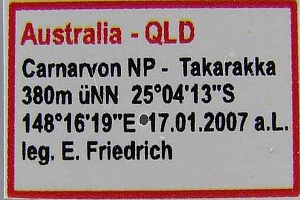 Australia - QLD
Carnarvon NP - Takarakka
380m üNN 25°04'13"S
148°16'19"E 17.01.2007 a.L.
leg. E. Friedrich